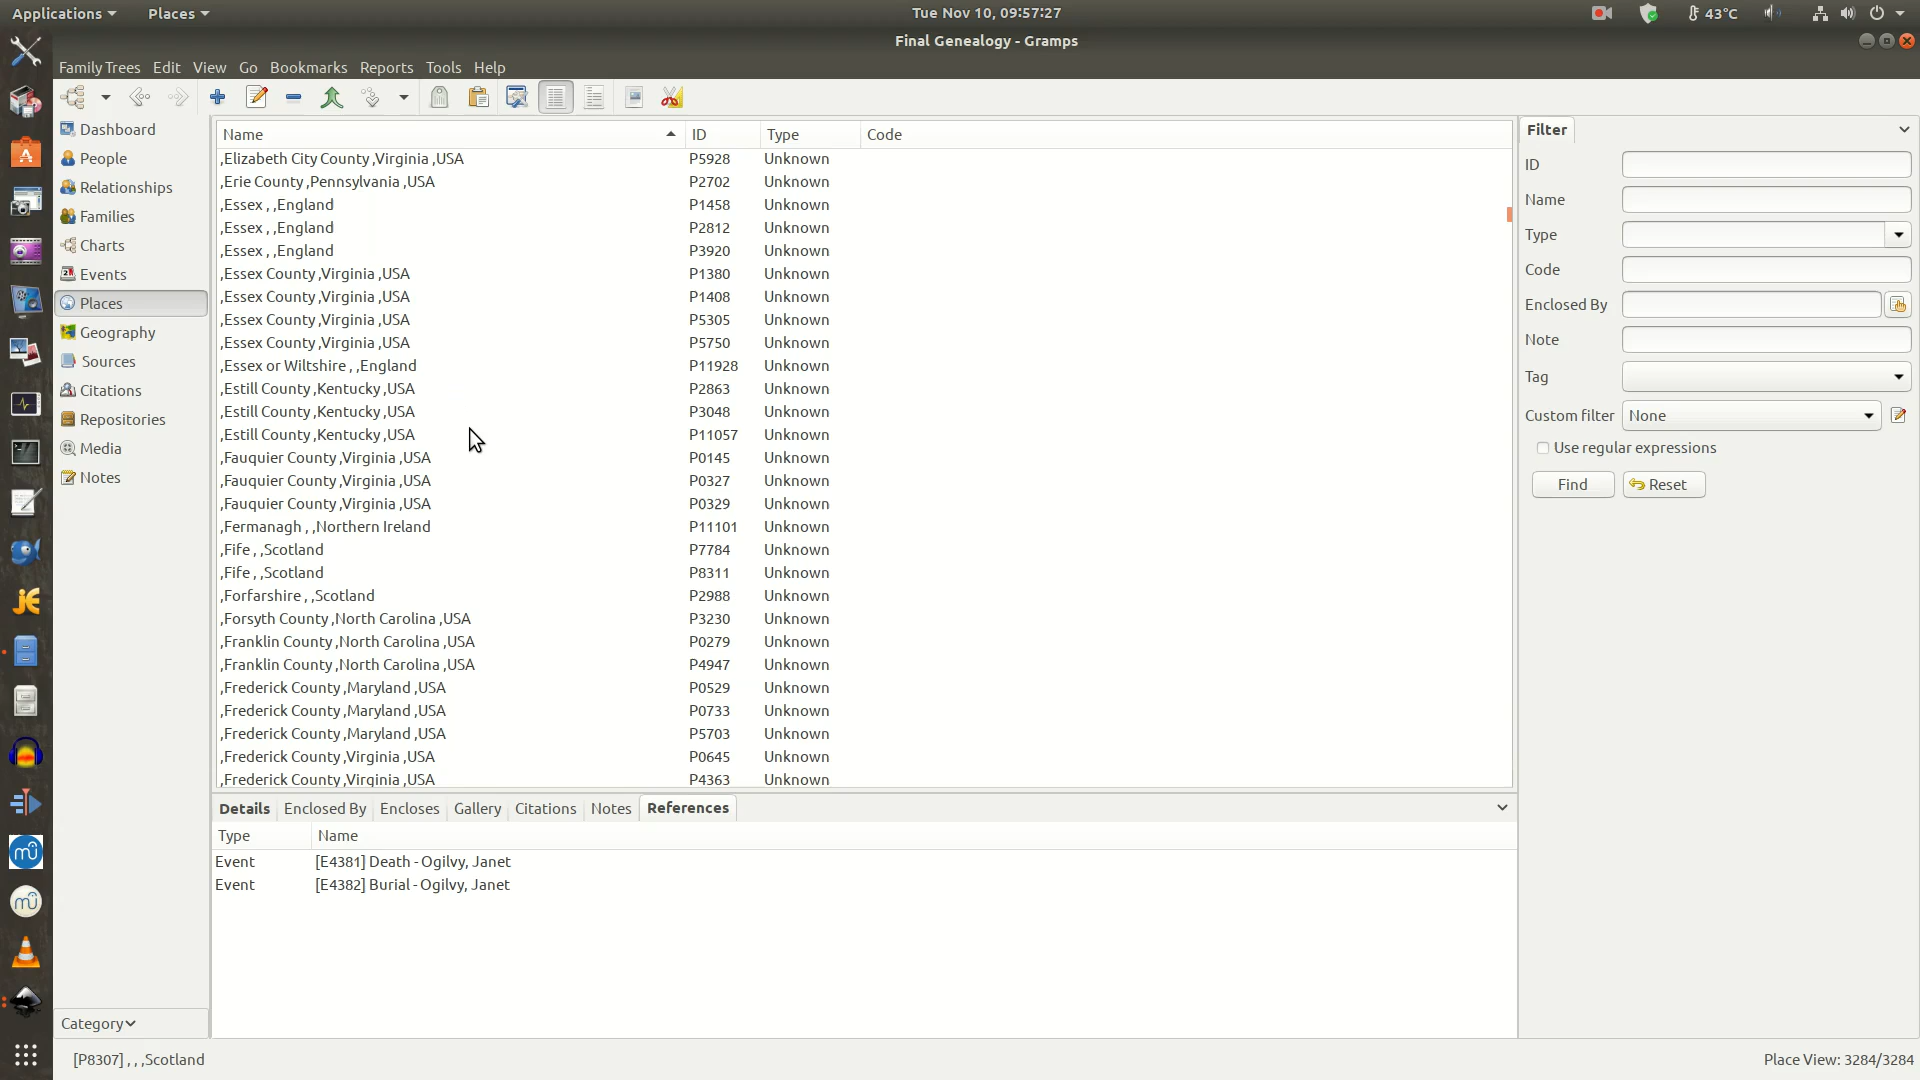 Applications Places Tue Nov 10, 09:57:27 43°C
Final Genealogy - Gramps
Family Trees Edit View Go Bookmarks Reports Tools Help
Dashboard
People
Relationships
Families
Charts
Events
Places
Geography
Sources
Citations
Repositories
Media
Notes
Category
Name ID Type Code
,Elizabeth City County ,Virginia ,USA P5928 Unknown
,Erie County ,Pennsylvania ,USA P2702 Unknown
,Essex , ,England P1458 Unknown
,Essex , ,England P2812 Unknown
,Essex , ,England P3920 Unknown
,Essex County ,Virginia ,USA P1380 Unknown
,Essex County ,Virginia ,USA P1408 Unknown
,Essex County ,Virginia ,USA P5305 Unknown
,Essex County ,Virginia ,USA P5750 Unknown
,Essex or Wiltshire , ,England P11928 Unknown
,Estill County ,Kentucky ,USA P2863 Unknown
,Estill County ,Kentucky ,USA P3048 Unknown
,Estill County ,Kentucky ,USA P11057 Unknown
,Fauquier County ,Virginia ,USA P0145 Unknown
,Fauquier County ,Virginia ,USA P0327 Unknown
,Fauquier County ,Virginia ,USA P0329 Unknown
,Fermanagh , ,Northern Ireland P11101 Unknown
,Fife , ,Scotland P7784 Unknown
,Fife , ,Scotland P8311 Unknown
,Forfarshire , ,Scotland P2988 Unknown
,Forsyth County ,North Carolina ,USA P3230 Unknown
,Franklin County ,North Carolina ,USA P0279 Unknown
,Franklin County ,North Carolina ,USA P4947 Unknown
,Frederick County ,Maryland ,USA P0529 Unknown
,Frederick County ,Maryland ,USA P0733 Unknown
,Frederick County ,Maryland ,USA P5703 Unknown
,Frederick County ,Virginia ,USA P0645 Unknown
,Frederick County ,Virginia ,USA P4363 Unknown
Details Enclosed By Encloses Gallery Citations Notes References
Type Name
Event [E4381] Death - Ogilvy, Janet
Event [E4382] Burial - Ogilvy, Janet
Filter
ID
Name
Type
Code
Enclosed By
Note
Tag
Custom filter None
Use regular expressions
Find Reset
[P8307] , , ,Scotland
Place View: 3284/3284